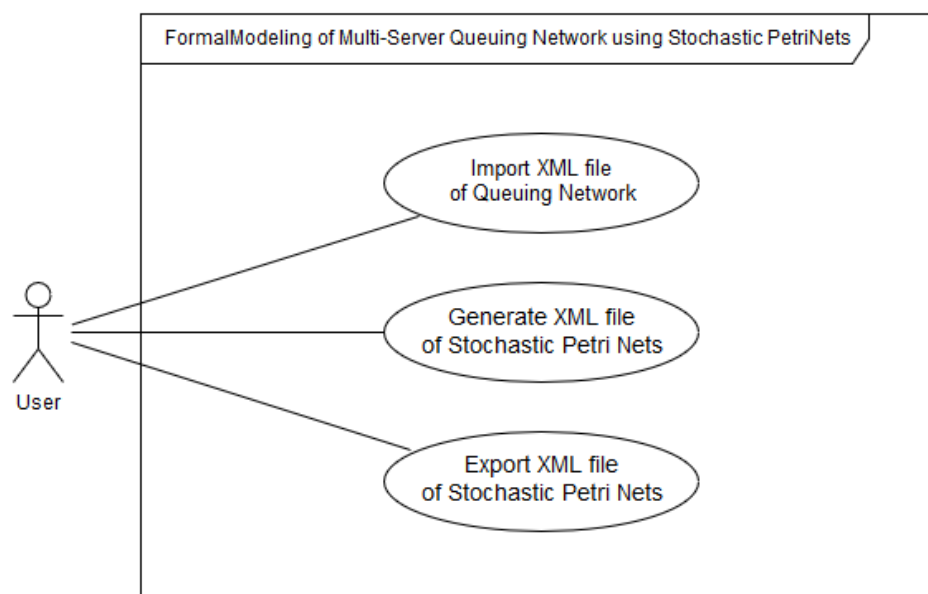 FormalModeling of Multi-Server Queuing Network using Stochastic PetriNets
Import XML file
of Queuing Network
Generate XML file
of Stochastic Petri Nets
User
Export XML file
of Stochastic Petri Nets